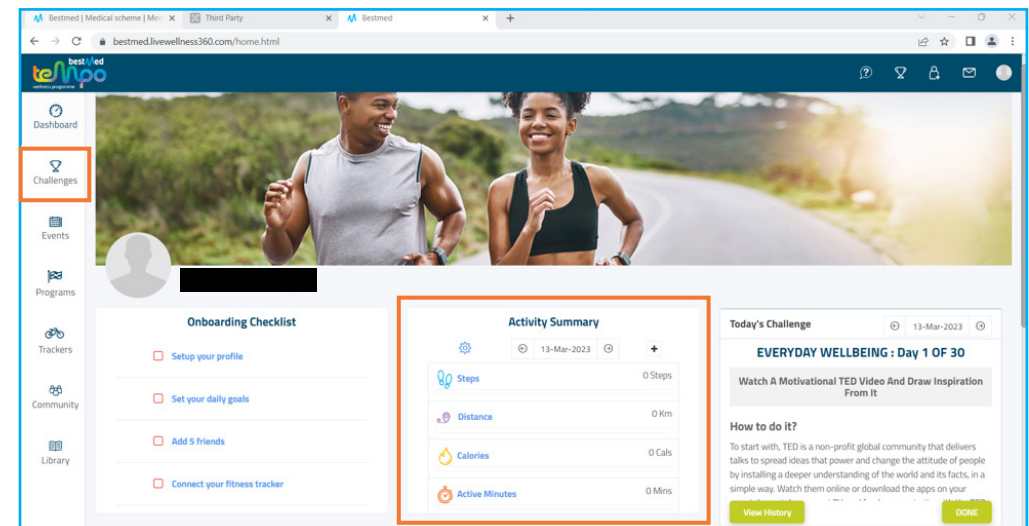 Bestmed | Medical scheme | Med
Third Party
Bestmed
bestmed.livewellness360.com/home.html
bestMed
teMpo
wellness programme
Dashboard
Challenges
Events
Programs
Trackers
Community
Library
Onboarding Checklist
Setup your profile
Set your daily goals
Add 5 friends
Connect your fitness tracker
Activity Summary
13-Mar-2023
Steps
0 Steps
Distance
0 Km
Calories
0 Cals
Active Minutes
0 Mins
Today's Challenge
13-Mar-2023
EVERYDAY WELLBEING : Day 1 OF 30
Watch A Motivational TED Video And Draw Inspiration
From It
How to do it?
To start with, TED is a non-profit global community that delivers
talks to spread ideas that power and change the attitude of people
by installing a deeper understanding of the world and its facts, in a
simple way. Watch them online or download the apps on your
View History
DONE